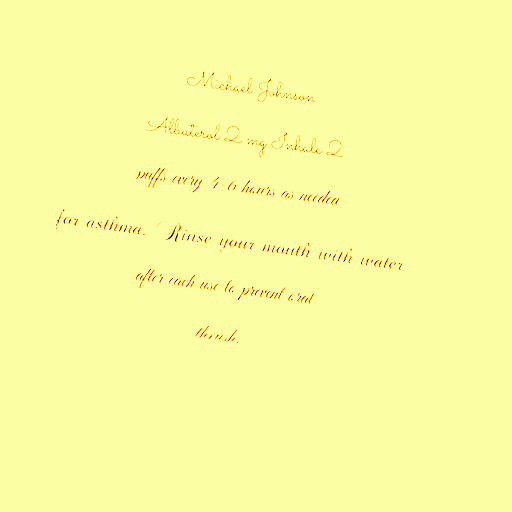 Michael Johnson
Albuterol 2 mg Inhale 2
puffs every 4-6 hours as needed
for asthma. Rinse your mouth with water
after each use to prevent oral
thrush.